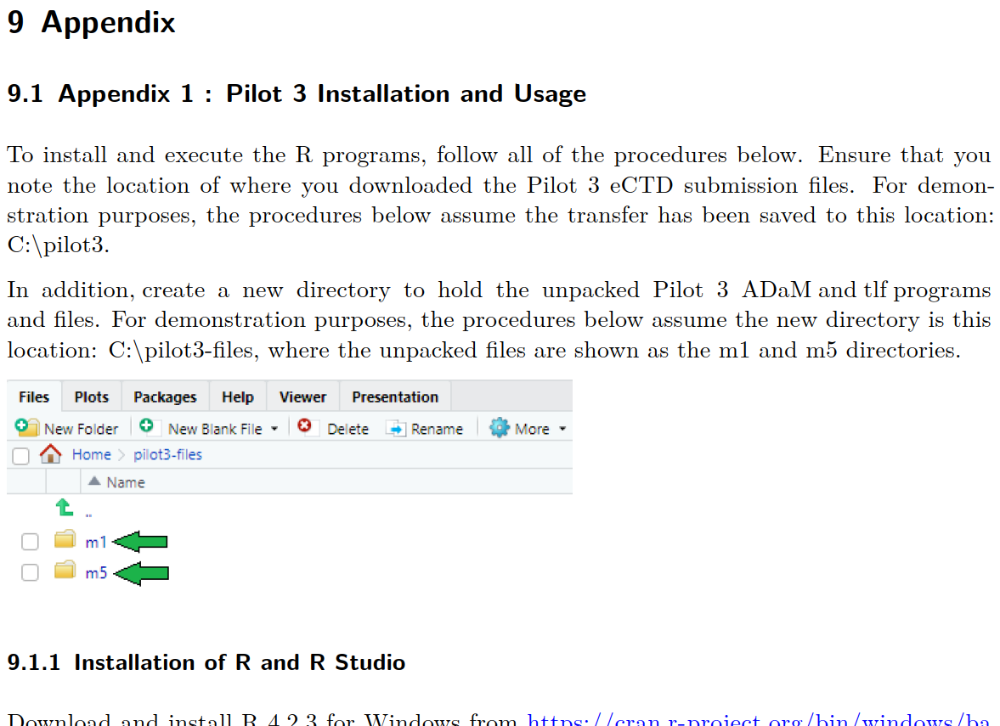 9 Appendix
9.1 Appendix 1 : Pilot 3 Installation and Usage
To install and execute the R programs, follow all of the procedures below. Ensure that you
note the location of where you downloaded the Pilot 3 eCTD submission files. For demon-
stration purposes, the procedures below assume the transfer has been saved to this location:
C:\pilot3.
In addition, create a new directory to hold the unpacked Pilot 3 ADaM and tlf programs
and files. For demonstration purposes, the procedures below assume the new directory is this
location: C:\pilot3-files, where the unpacked files are shown as the m1 and m5 directories.
Files Plots Packages Help Viewer Presentation
New Folder New Blank File Delete Rename More
Home > pilot3-files
Name
..
m1
m5
9.1.1 Installation of R and R Studio
Download and install R 4.2.3 for Windows from https://cran.r-project.org/bin/windows/ba